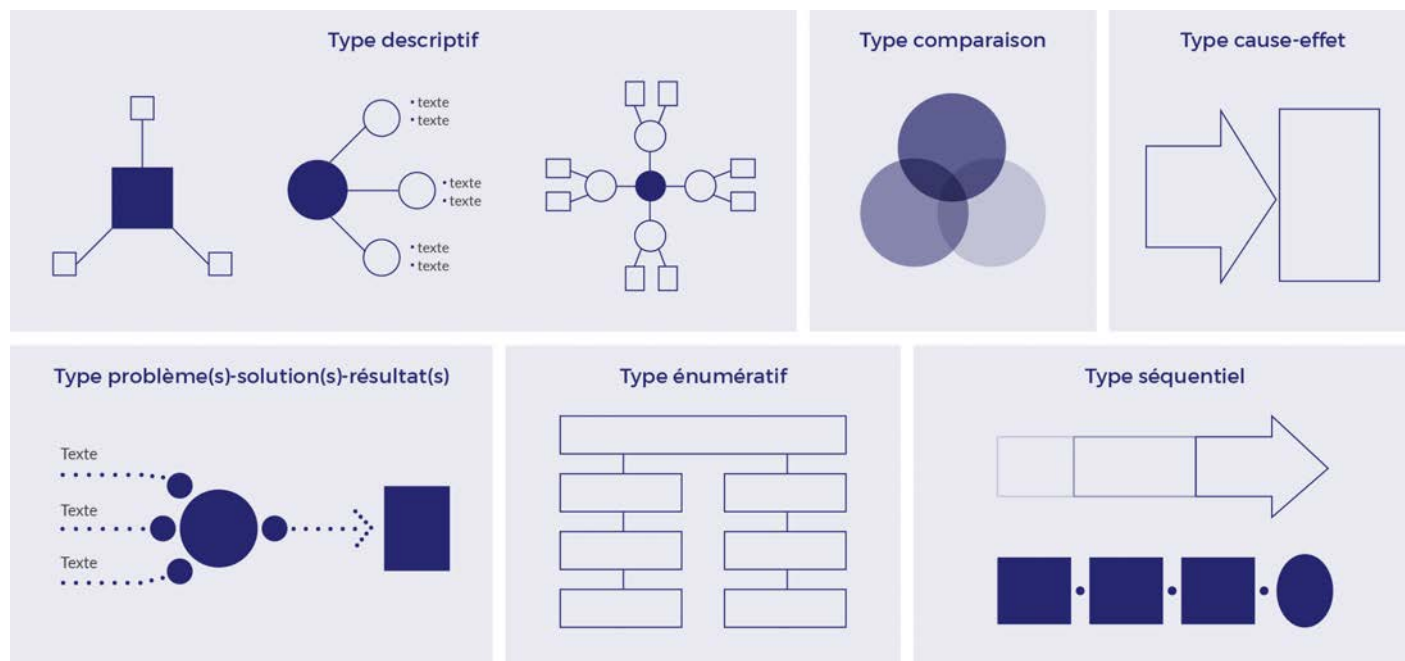 Type descriptif
• texte
• texte
• texte
• texte
• texte
• texte
Type comparaison
Type cause-effet
Type problème(s)-solution(s)-résultat(s)
Texte
Texte
Texte
Type énumératif
Type séquentiel